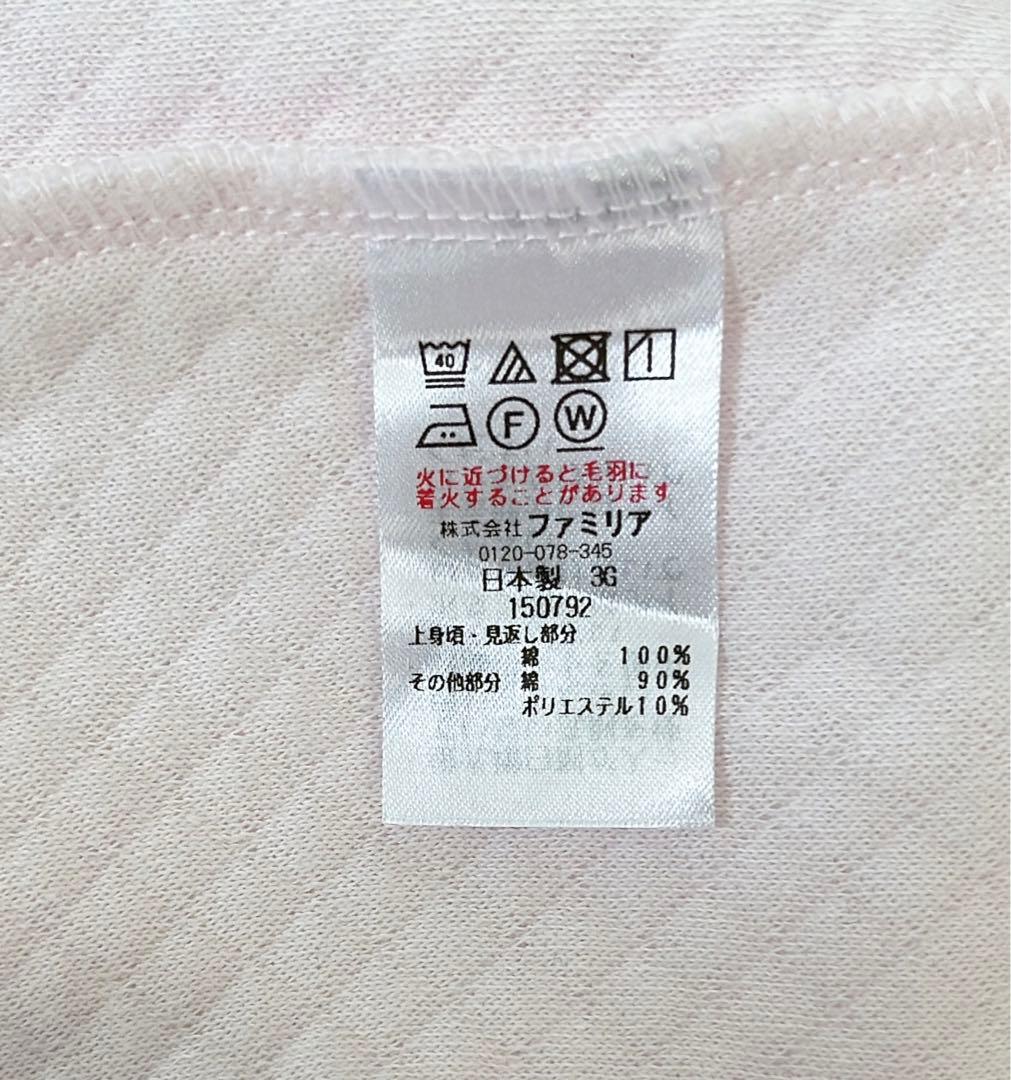 40
F W
火に近づけると毛羽に
着火することがあります
株式会社 ファミリア
0120-078-345
日本製 3G
150792
上身頃・見返し部分
綿 100%
その他部分 綿 90%
ポリエステル10%